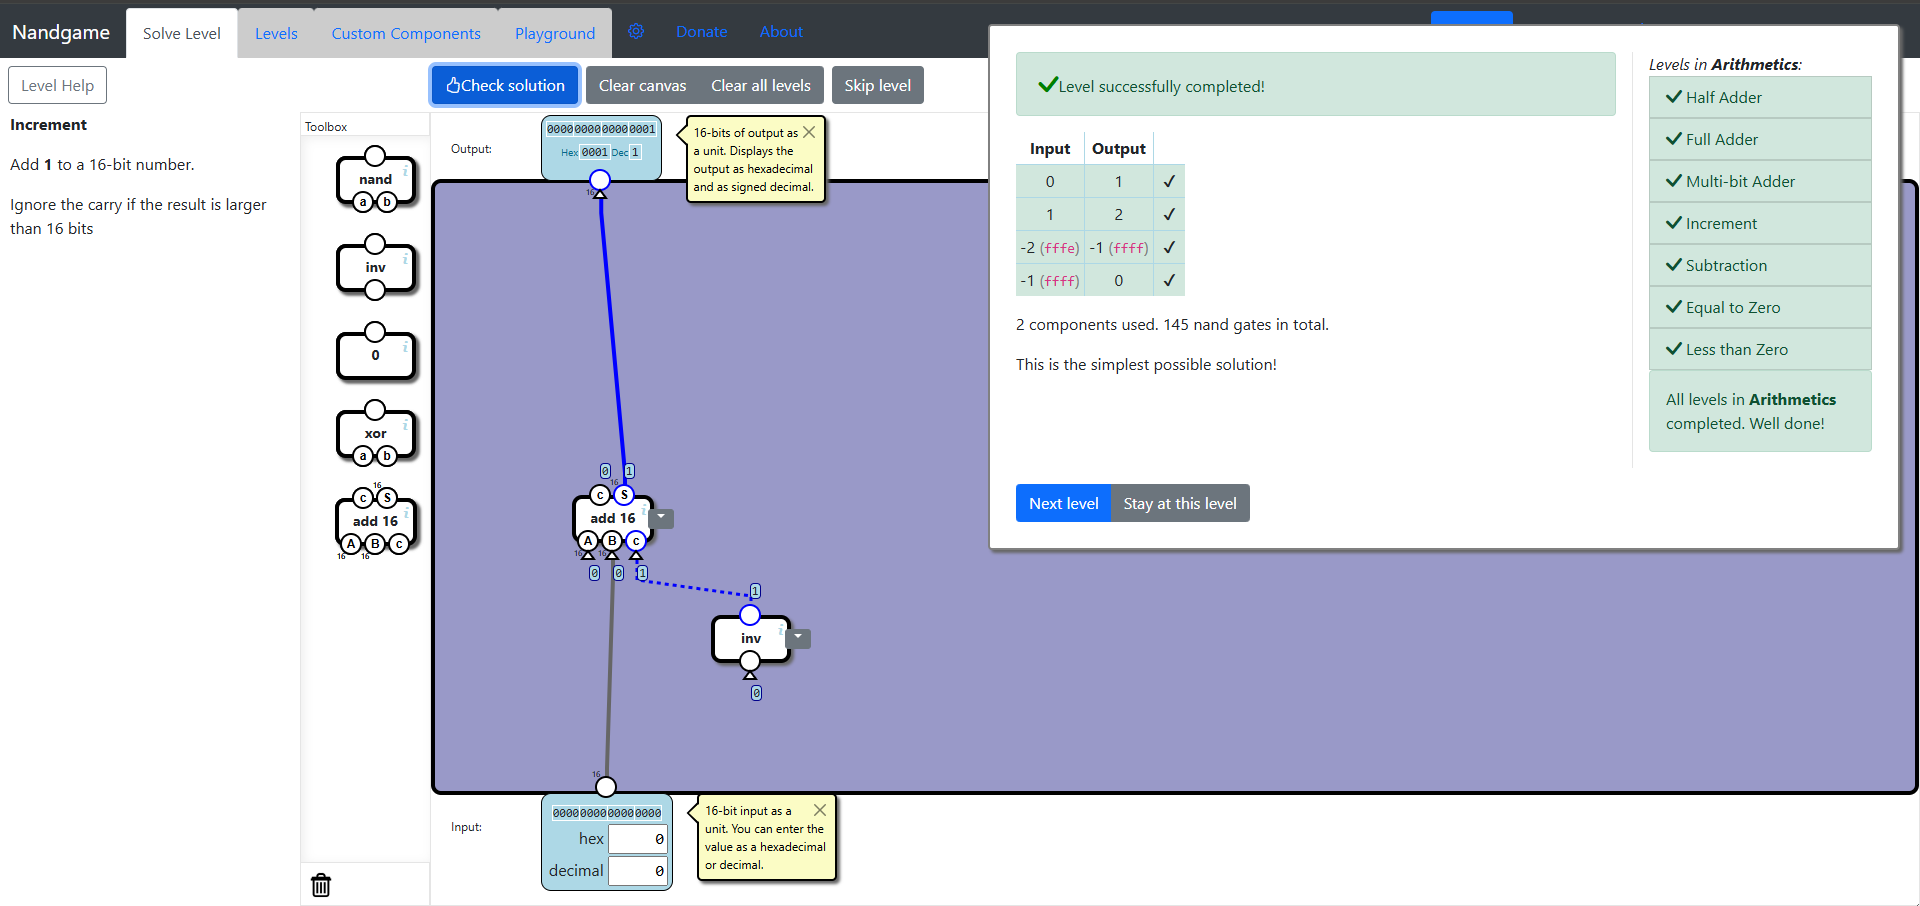 Nandgame
Solve Level
Levels
Custom Components
Playground
Donate
About
Level Help
Check solution
Clear canvas
Clear all levels
Skip level
Increment
Add 1 to a 16-bit number.
Ignore the carry if the result is larger
than 16 bits
Toolbox
nand
a b
inv
0
xor
a b
16
c S
add 16
A B c
16 16
Output:
0000000000000001
Hex 0001 Dec 1
16
16-bits of output as
a unit. Displays the
output as hexadecimal
and as signed decimal.
0 1
16
c S
add 16
A B c
16 16
0 0 1
1
inv
0
16
Input:
0000000000000000
hex 0
decimal 0
16-bit input as a
unit. You can enter the
value as a hexadecimal
or decimal.
Level successfully completed!
Input Output
0 1 ✓
1 2 ✓
-2 (fffe) -1 (ffff) ✓
-1 (ffff) 0 ✓
2 components used. 145 nand gates in total.
This is the simplest possible solution!
Next level
Stay at this level
Levels in Arithmetics:
Half Adder
Full Adder
Multi-bit Adder
Increment
Subtraction
Equal to Zero
Less than Zero
All levels in Arithmetics
completed. Well done!